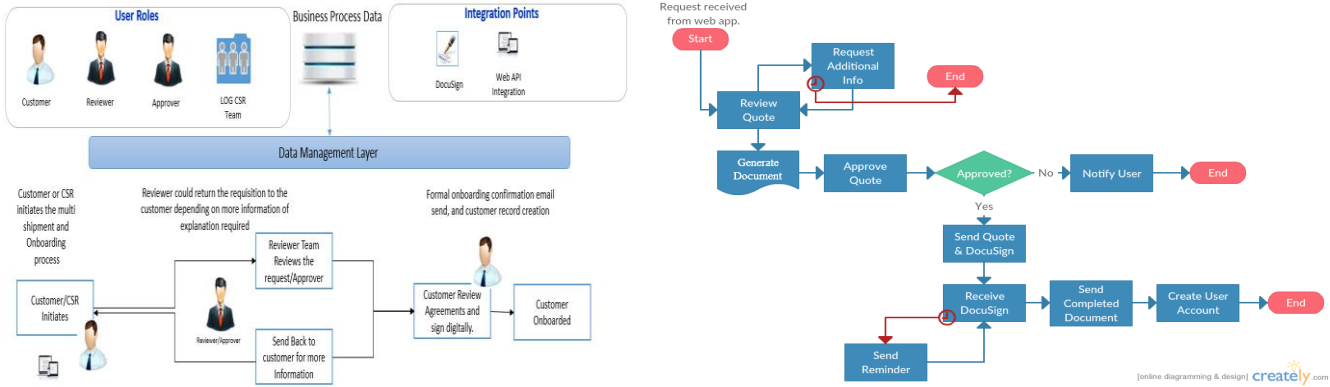 User Roles
Customer
Reviewer
Approver
LOG CSR
Team
Business Process Data
Integration Points
DocuSign
Web API
Integration
Data Management Layer
Customer or CSR
initiates the multi
shipment and
Onboarding
process
Reviewer could return the requisition to the
customer depending on more information of
explanation required
Formal onboarding confirmation email
send, and customer record creation
Customer/CSR
Initiates
Reviewer Team
Reviews the
request/Approver
Reviewer/Approver
Send Back to
customer for more
Information
Customer Review
Agreements and
sign digitally.
Customer
Onboarded
Request received
from web app.
Start
Request
Additional
Info
End
Review
Quote
Generate
Document
Approve
Quote
Approved?
No
Notify User
End
Yes
Send Quote
& DocuSign
Receive
DocuSign
Send
Completed
Document
Create User
Account
End
Send
Reminder
[online diagramming & design] creately.com